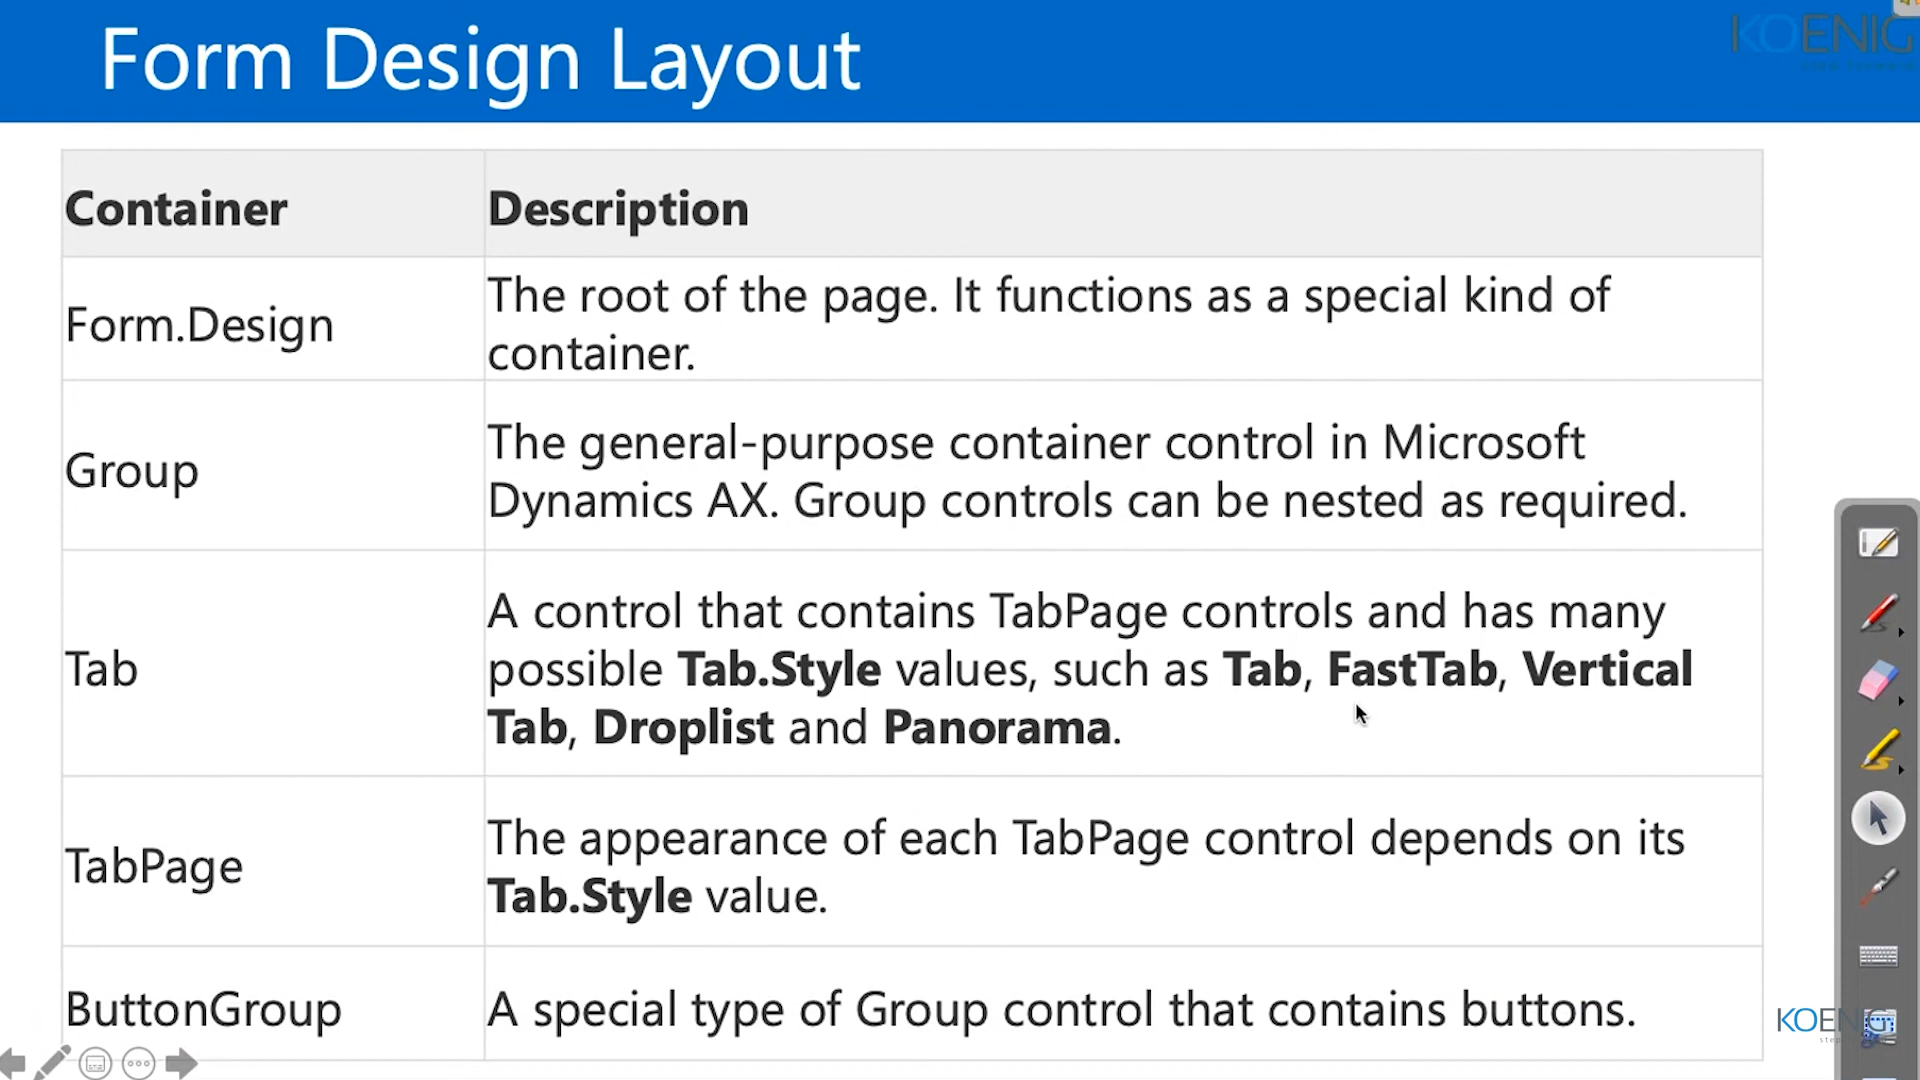 Form Design Layout
KOENIG
Container
Description
Form.Design
The root of the page. It functions as a special kind of
container.
Group
The general-purpose container control in Microsoft
Dynamics AX. Group controls can be nested as required.
Tab
A control that contains TabPage controls and has many
possible Tab.Style values, such as Tab, FastTab, Vertical
Tab, Droplist and Panorama.
TabPage
The appearance of each TabPage control depends on its
Tab.Style value.
ButtonGroup
A special type of Group control that contains buttons.
KOENIG